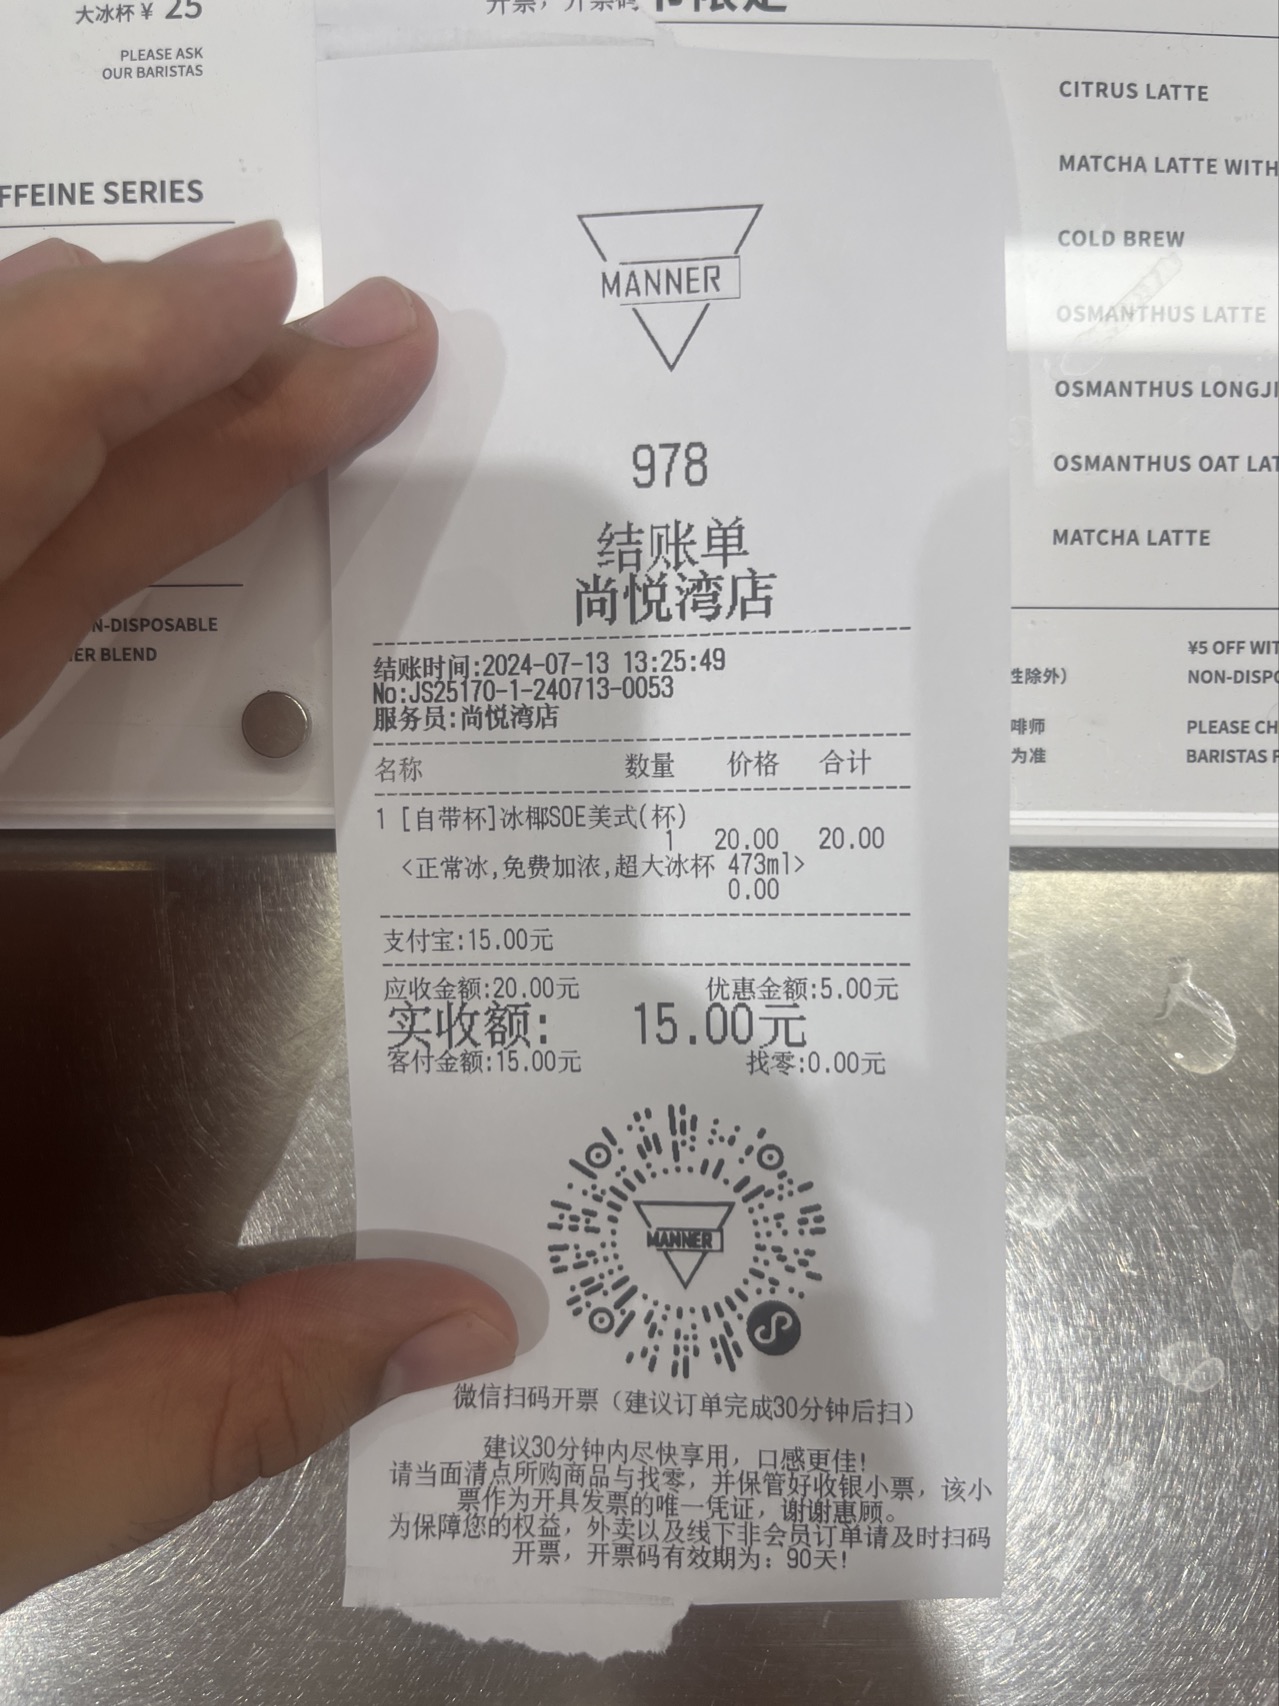 大冰杯 ¥ 25
PLEASE ASK
OUR BARISTAS
FFEINE SERIES
N-DISPOSABLE
ER BLEND
MANNER
978
结账单
尚悦湾店
结账时间:2024-07-13 13:25:49
No:JS25170-1-240713-0053
服务员:尚悦湾店
名称 数量 价格 合计
1 [自带杯]冰椰SOE美式(杯)
1 20.00 20.00
<正常冰,免费加浓,超大冰杯 473ml>
0.00
支付宝:15.00元
应收金额:20.00元 优惠金额:5.00元
实收额: 15.00元
客付金额:15.00元 找零:0.00元
MANNER
微信扫码开票（建议订单完成30分钟后扫）
建议30分钟内尽快享用，口感更佳!
请当面清点所购商品与找零，并保管好收银小票，该小
票作为开具发票的唯一凭证，谢谢惠顾。
为保障您的权益，外卖以及线下非会员订单请及时扫码
开票，开票码有效期为：90天!
CITRUS LATTE
MATCHA LATTE WITH
COLD BREW
OSMANTHUS LATTE
OSMANTHUS LONGJI
OSMANTHUS OAT LAT
MATCHA LATTE
¥5 OFF WIT
性除外） NON-DISPO
啡师 PLEASE CH
为准 BARISTAS F